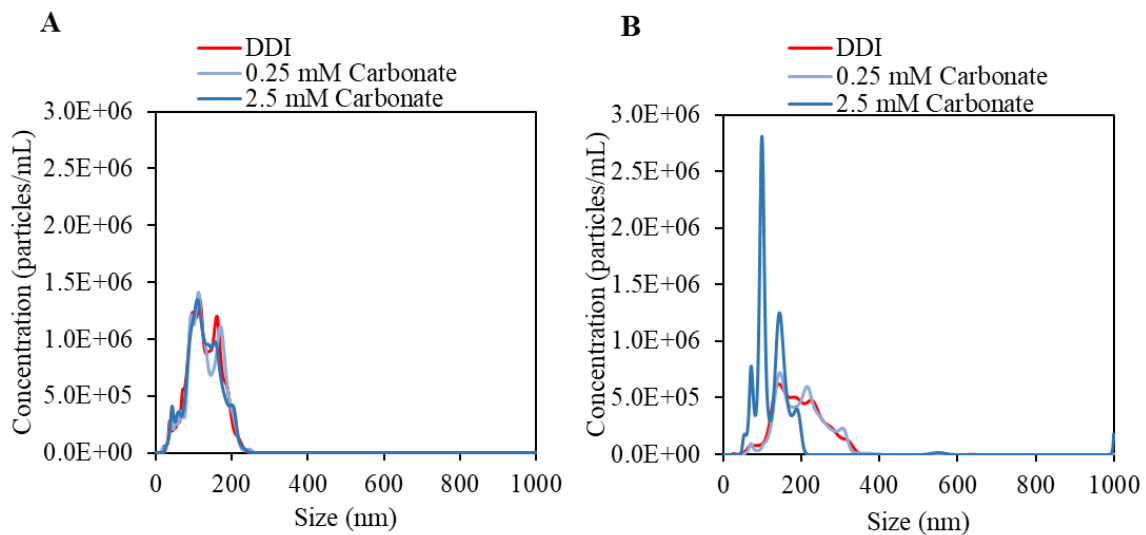 A
DDI
0.25 mM Carbonate
2.5 mM Carbonate
3.0E+06
2.5E+06
2.0E+06
1.5E+06
1.0E+06
5.0E+05
0.0E+00
Concentration (particles/mL)
0 200 400 600 800 1000
Size (nm)
B
DDI
0.25 mM Carbonate
2.5 mM Carbonate
3.0E+06
2.5E+06
2.0E+06
1.5E+06
1.0E+06
5.0E+05
0.0E+00
Concentration (particles/mL)
0 200 400 600 800 1000
Size (nm)